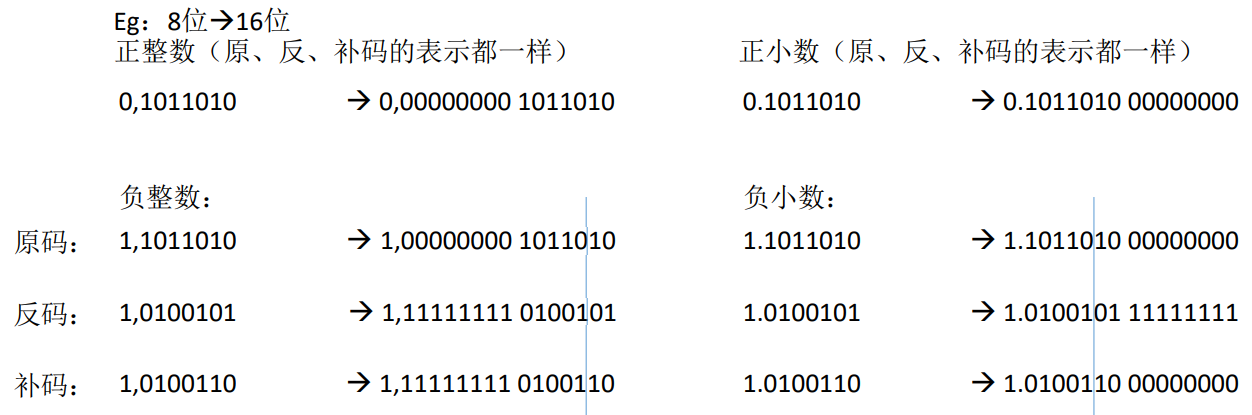 Eg：8位→16位
正整数（原、反、补码的表示都一样） 正小数（原、反、补码的表示都一样）
0,1011010 → 0,00000000 1011010 0.1011010 → 0.1011010 00000000
负整数： 负小数：
原码： 1,1011010 → 1,00000000 1011010 1.1011010 → 1.1011010 00000000
反码： 1,0100101 → 1,11111111 0100101 1.0100101 → 1.0100101 11111111
补码： 1,0100110 → 1,11111111 0100110 1.0100110 → 1.0100110 00000000